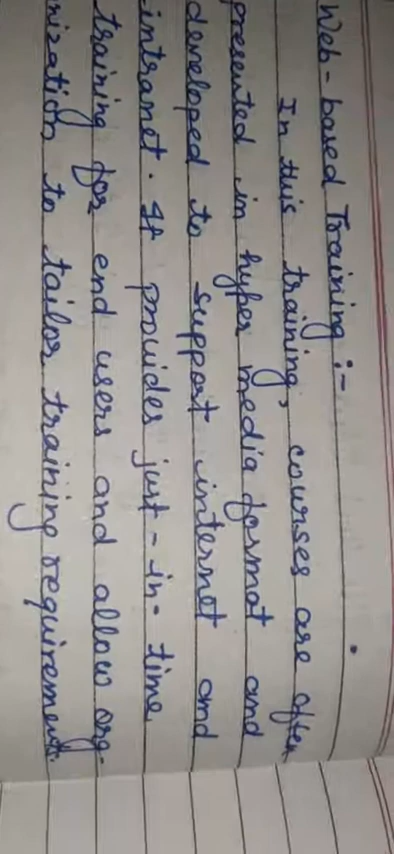 Web-based Training :-
In this training, courses are often
presented in hyper media format and
developed to support internet and
intranet. It provides just-in-time
training for end users and allow org-
nization to tailor training requirement.